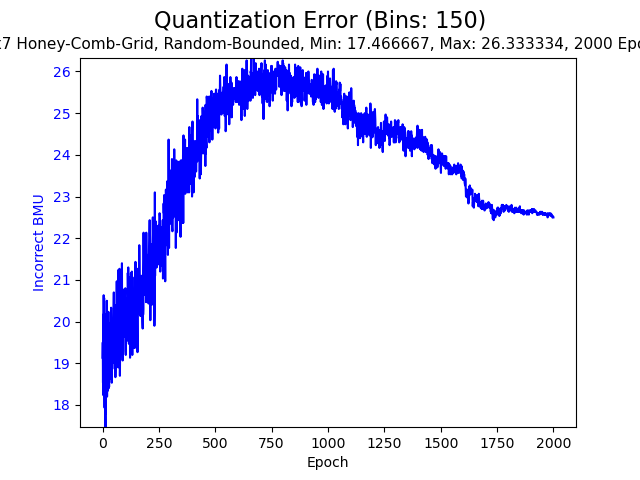 Quantization Error (Bins: 150)
x7 Honey-Comb-Grid, Random-Bounded, Min: 17.466667, Max: 26.333334, 2000 Epo
26
25
24
23
22
21
20
19
18
Incorrect BMU
0 250 500 750 1000 1250 1500 1750 2000
Epoch